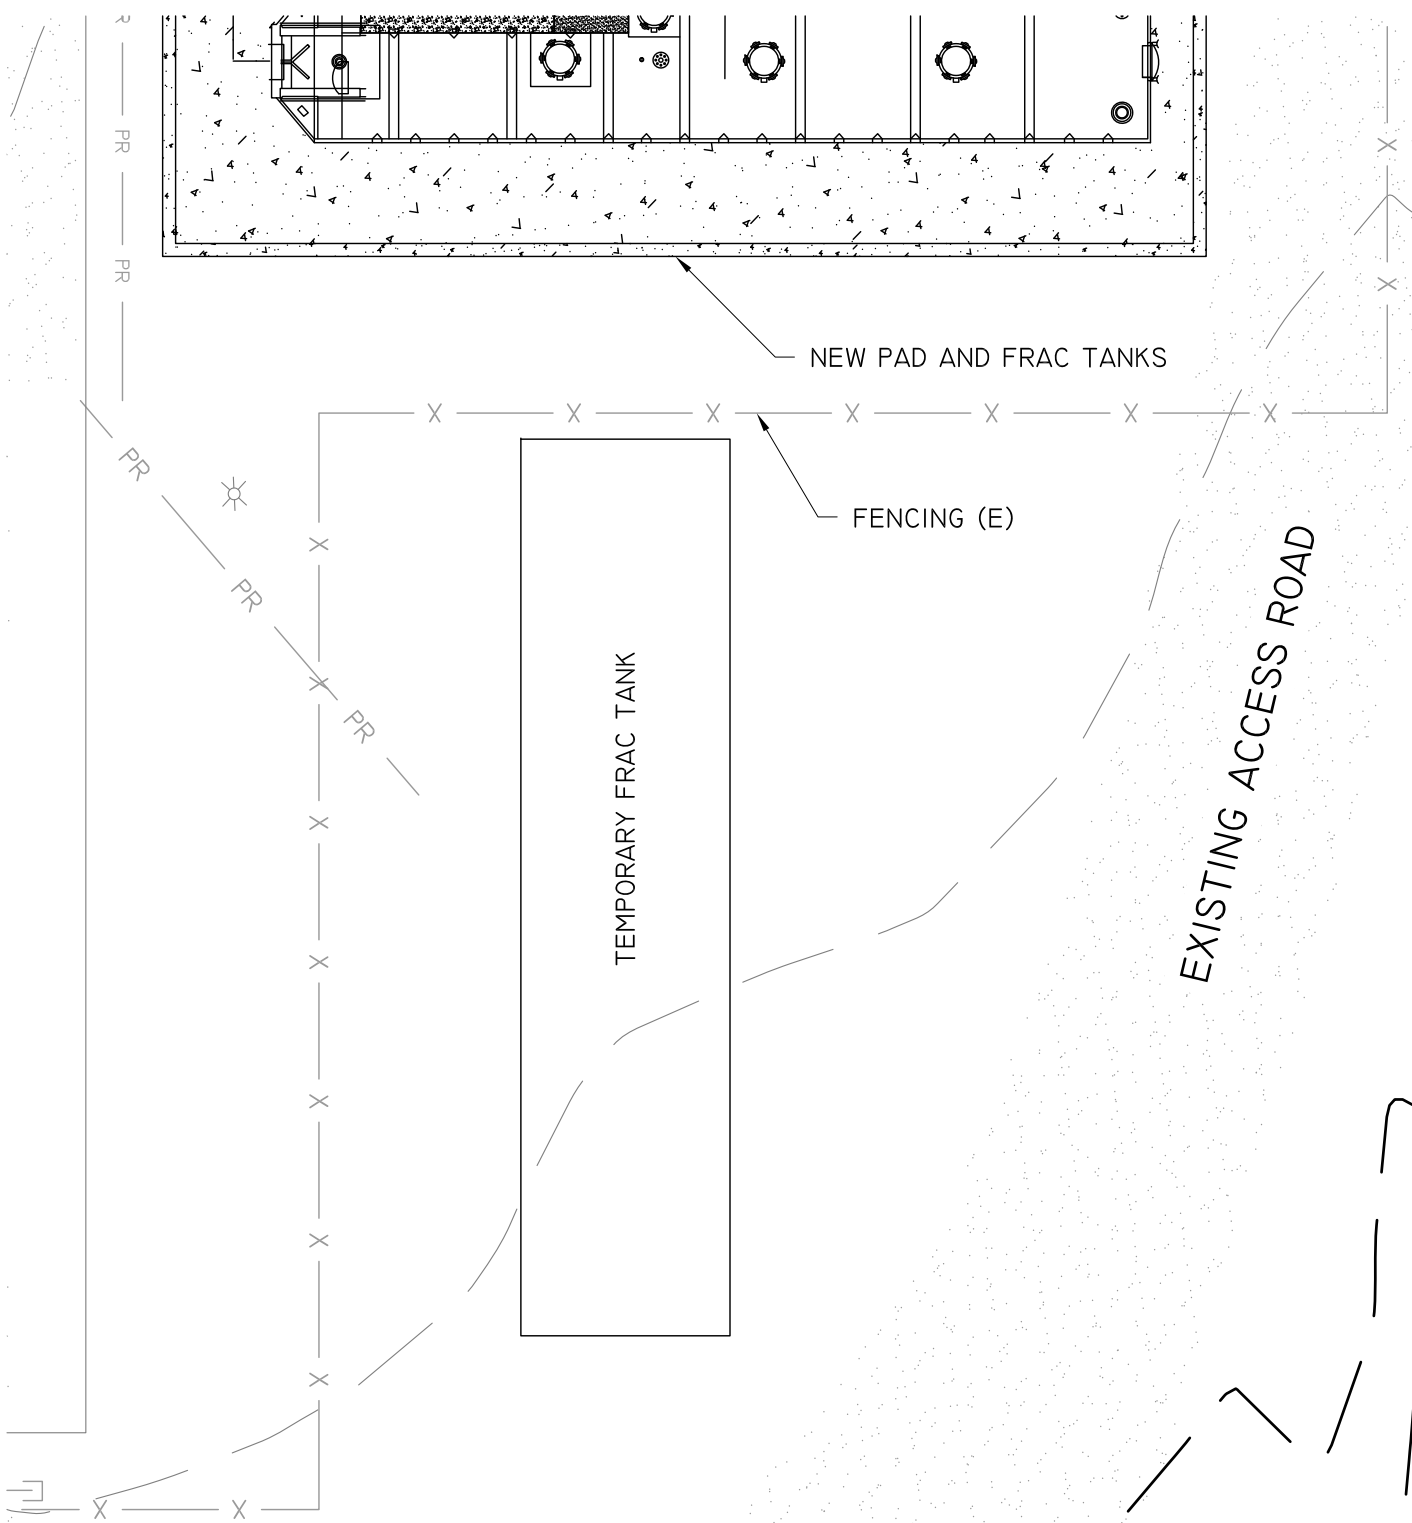 PR
PR
NEW PAD AND FRAC TANKS
PR
FENCING (E)
PR
PR
TEMPORARY FRAC TANK
EXISTING ACCESS ROAD